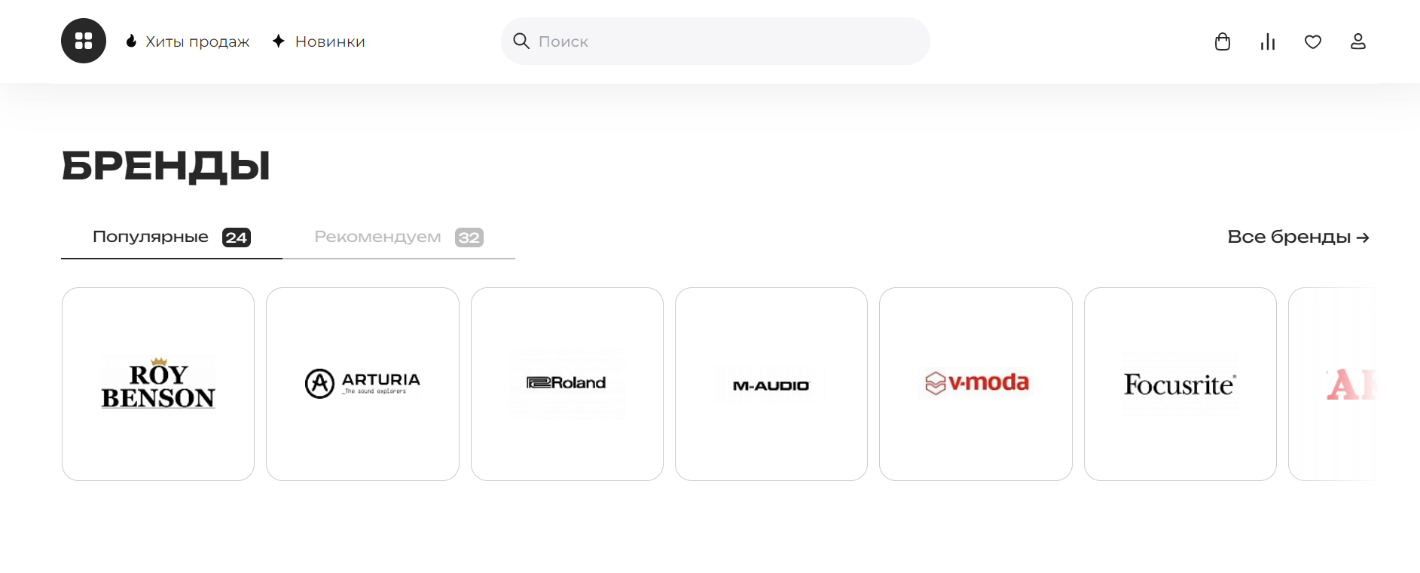 Хиты продаж
Новинки
Поиск
БРЕНДЫ
Популярные 24
Рекомендуем 32
Все бренды →
ROY
BENSON
ARTURIA
_The sound explorers
Roland
M-AUDIO
v-moda
Focusrite®